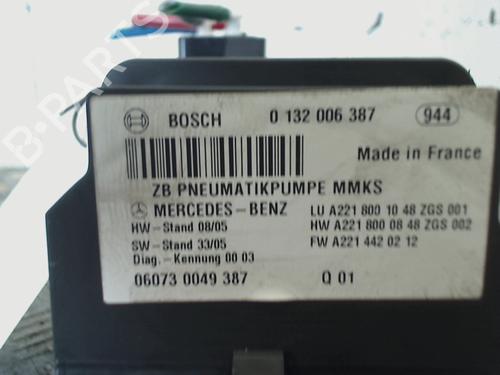 B-PARTS
BOSCH 0 132 006 387 944
Made in France
ZB PNEUMATIKPUMPE MMKS
MERCEDES-BENZ LU A221 800 10 48 ZGS 001
HW-Stand 08/05 HW A221 800 08 48 ZGS 002
SW-Stand 33/05 FW A221 442 02 12
Diag.-Kennung 00 03
06073 0049 387 Q 01